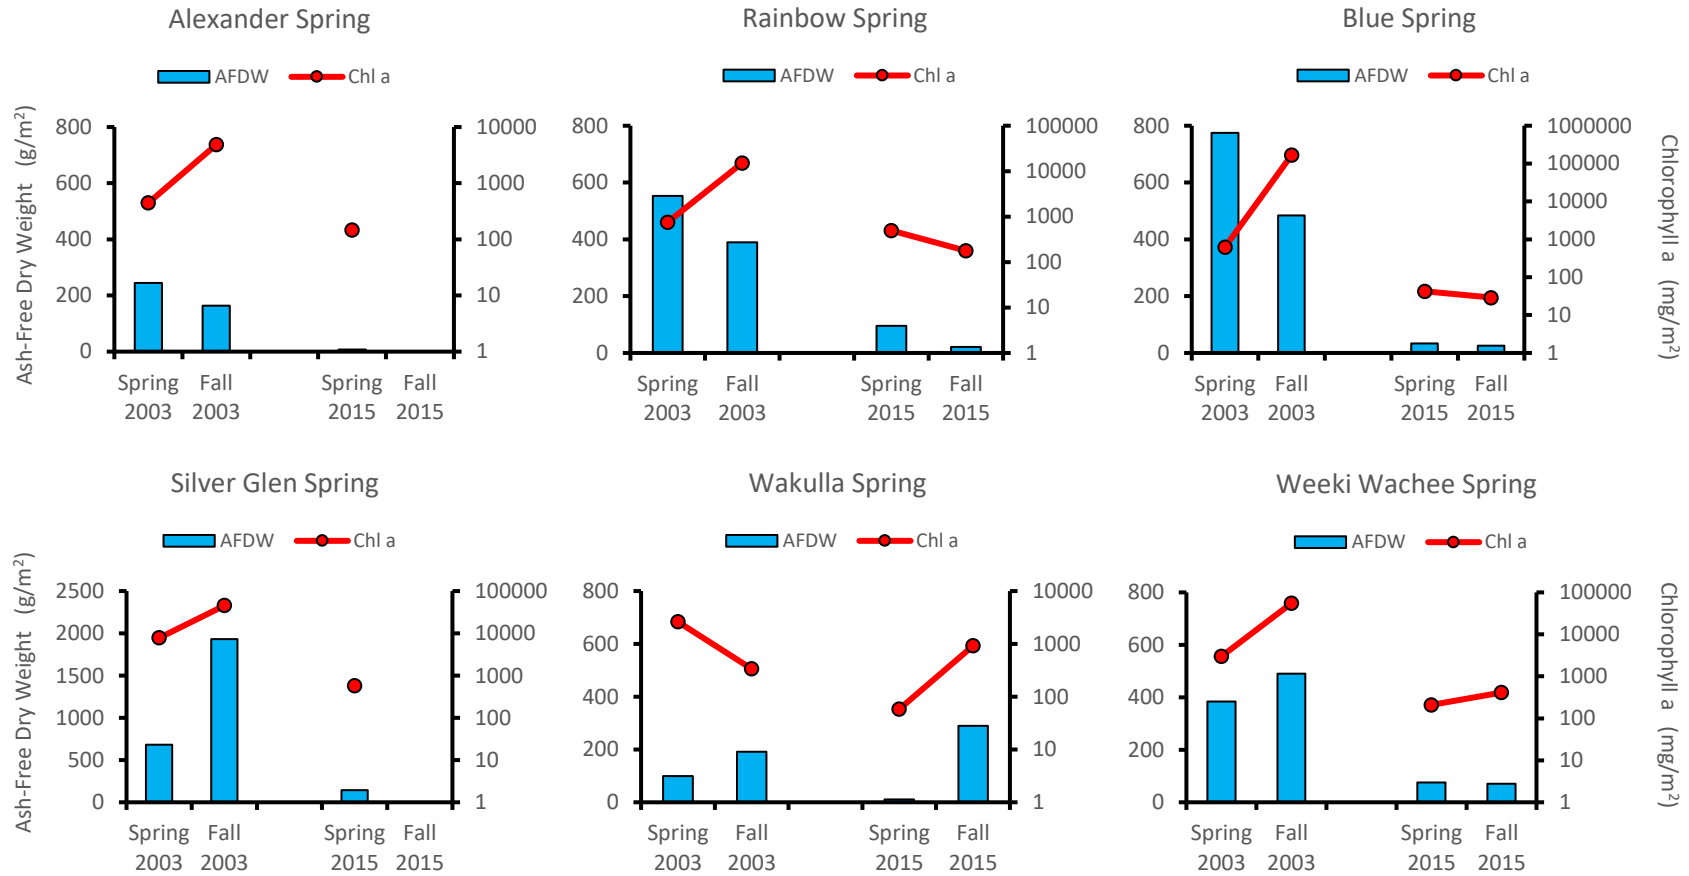 Alexander Spring
Rainbow Spring
Blue Spring
AFDW Chl a
AFDW Chl a
AFDW Chl a
Ash-Free Dry Weight (g/m²)
800
600
400
200
0
10000
1000
100
10
1
Spring 2003
Fall 2003
Spring 2015
Fall 2015
800
600
400
200
0
100000
10000
1000
100
10
1
Spring 2003
Fall 2003
Spring 2015
Fall 2015
800
600
400
200
0
1000000
100000
10000
1000
100
10
1
Chlorophyll a (mg/m²)
Spring 2003
Fall 2003
Spring 2015
Fall 2015
Silver Glen Spring
Wakulla Spring
Weeki Wachee Spring
AFDW Chl a
AFDW Chl a
AFDW Chl a
Ash-Free Dry Weight (g/m²)
2500
2000
1500
1000
500
0
100000
10000
1000
100
10
1
Spring 2003
Fall 2003
Spring 2015
Fall 2015
800
600
400
200
0
10000
1000
100
10
1
Spring 2003
Fall 2003
Spring 2015
Fall 2015
800
600
400
200
0
100000
10000
1000
100
10
1
Chlorophyll a (mg/m²)
Spring 2003
Fall 2003
Spring 2015
Fall 2015